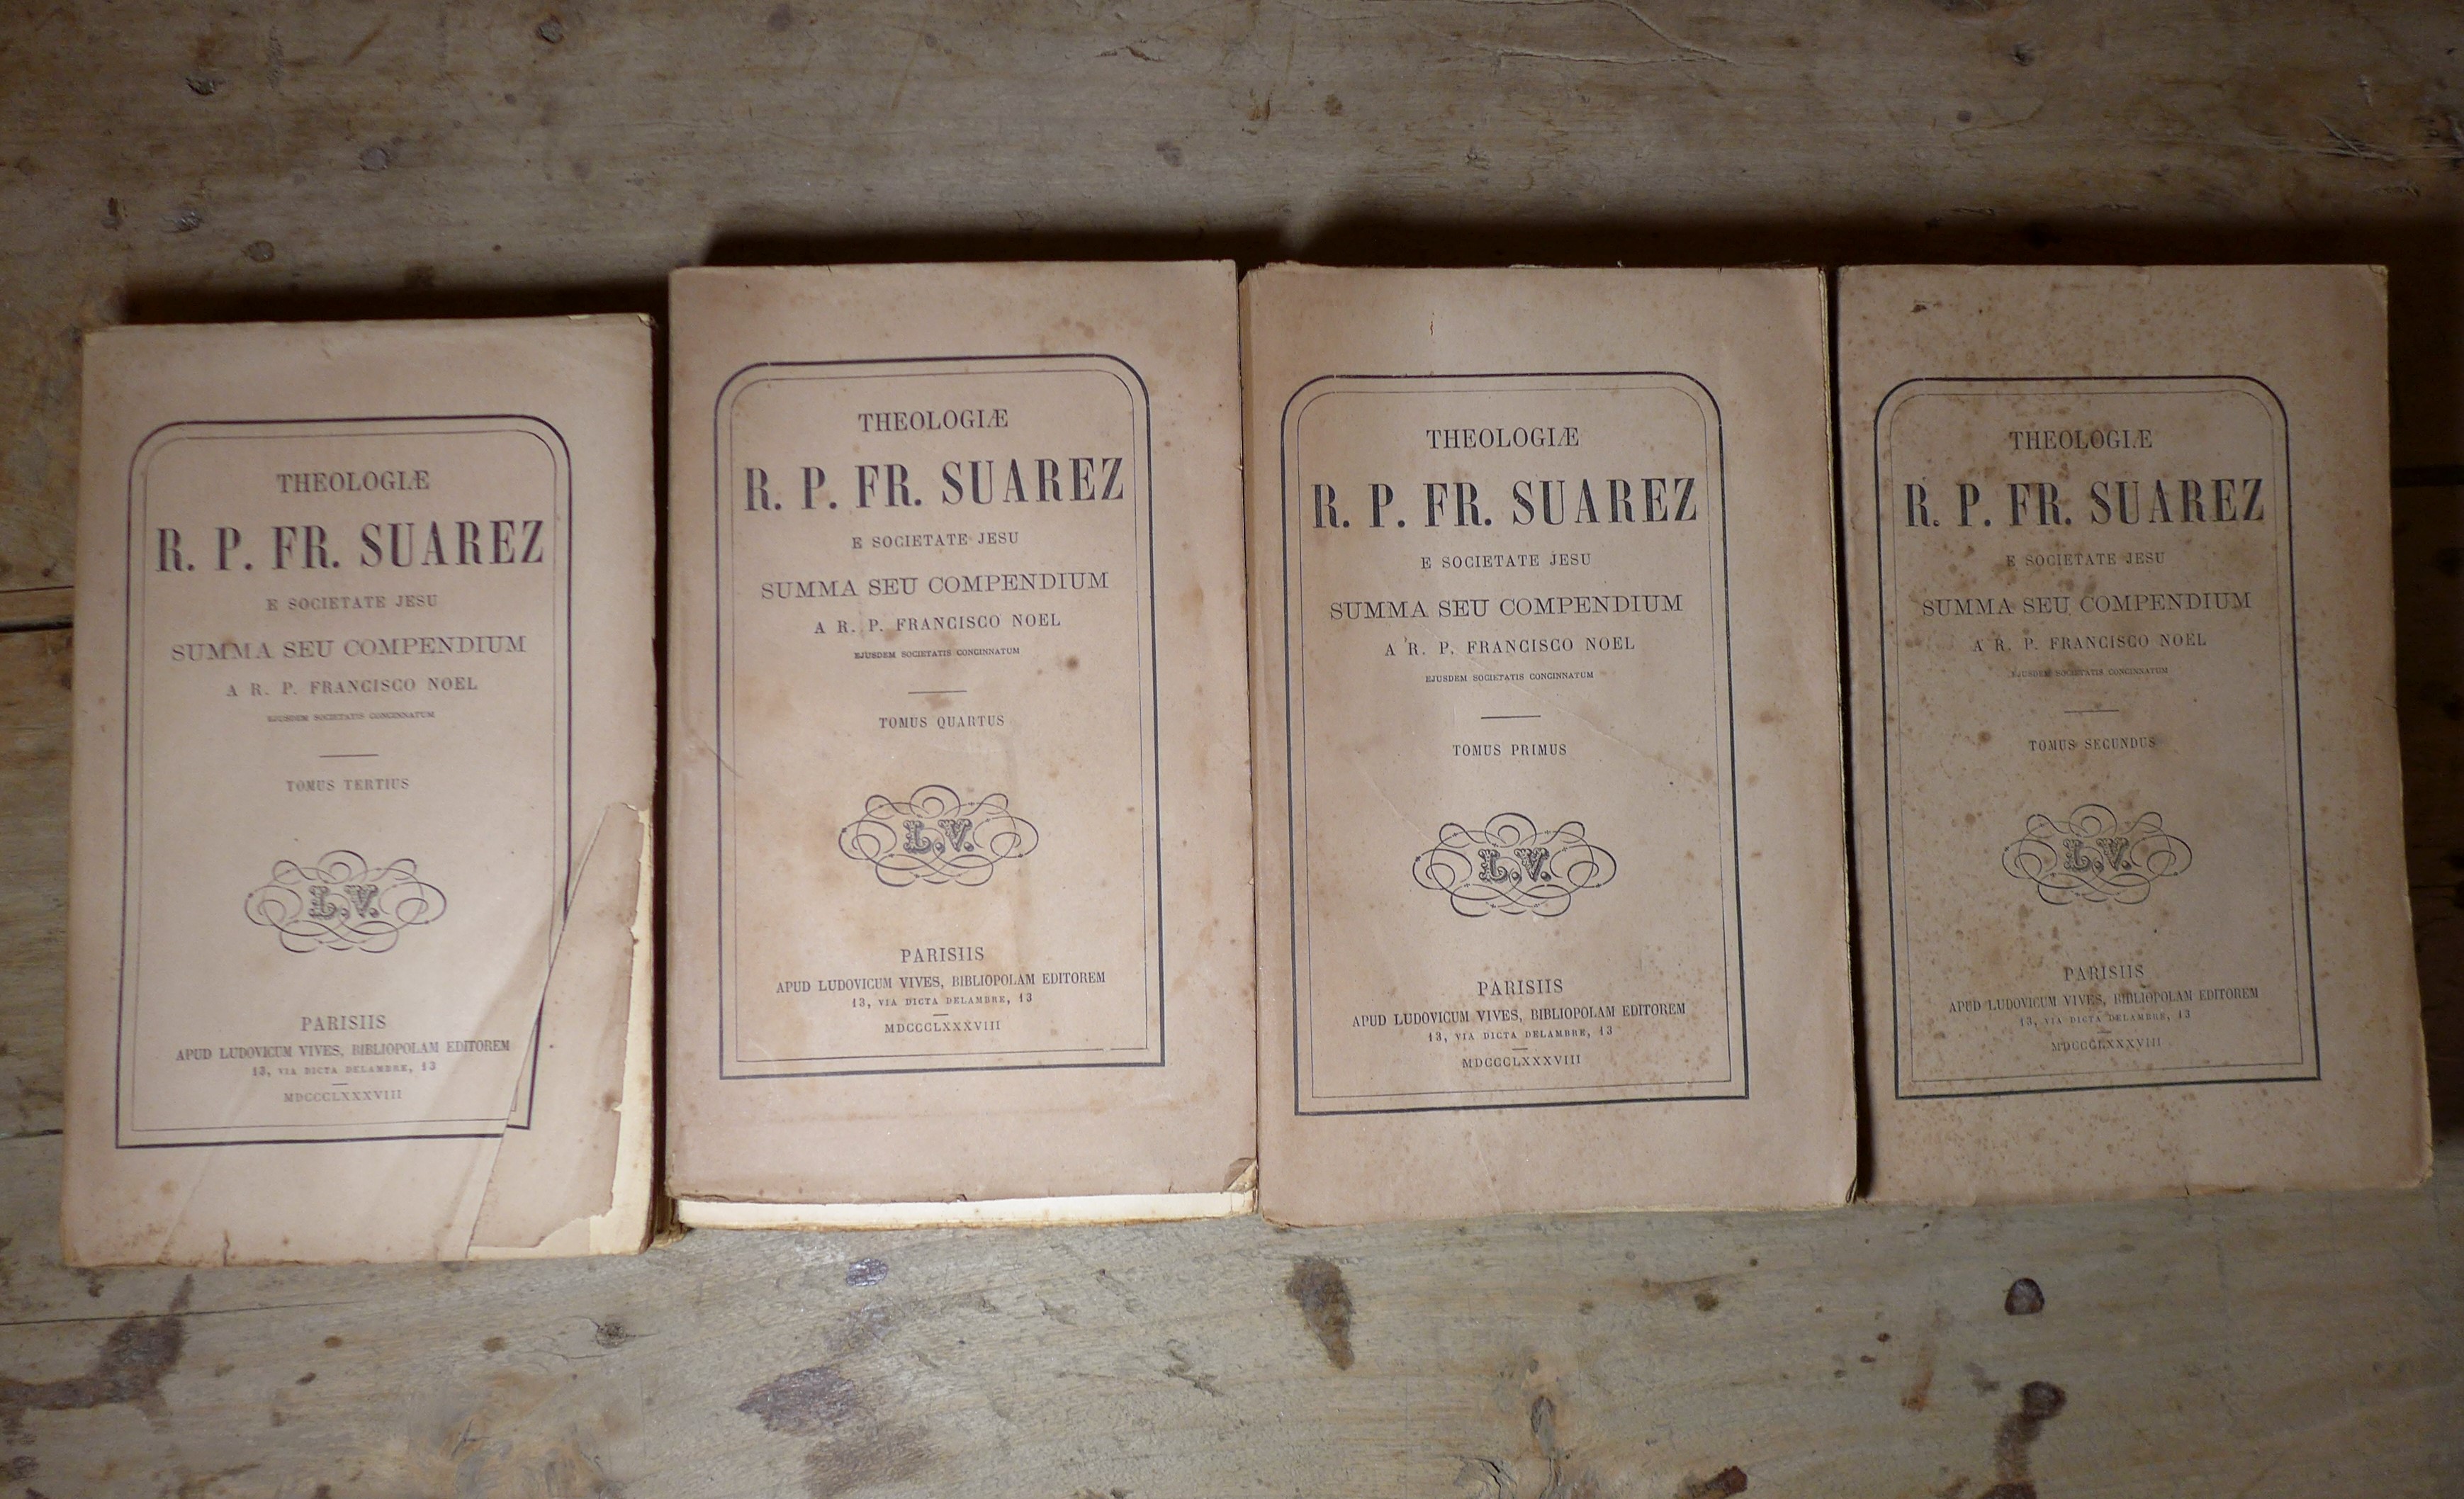 THEOLOGIÆ
R. P. FR. SUAREZ
E SOCIETATE JESU
SUMMA SEU COMPENDIUM
A R. P. FRANCISCO NOEL
EJUSDEM SOCIETATIS CONCINNATUM
TOMUS TERTIUS
L.V.
PARISIIS
APUD LUDOVICUM VIVES, BIBLIOPOLAM EDITOREM
13, VIA DICTA DELAMBRE, 13
MDCCCLXXXVIII
THEOLOGIÆ
R. P. FR. SUAREZ
E SOCIETATE JESU
SUMMA SEU COMPENDIUM
A R. P. FRANCISCO NOEL
EJUSDEM SOCIETATIS CONCINNATUM
TOMUS QUARTUS
L.V.
PARISIIS
APUD LUDOVICUM VIVES, BIBLIOPOLAM EDITOREM
13, VIA DICTA DELAMBRE, 13
MDCCCLXXXVIII
THEOLOGIÆ
R. P. FR. SUAREZ
E SOCIETATE JESU
SUMMA SEU COMPENDIUM
A R. P. FRANCISCO NOEL
EJUSDEM SOCIETATIS CONCINNATUM
TOMUS PRIMUS
L.V.
PARISIIS
APUD LUDOVICUM VIVES, BIBLIOPOLAM EDITOREM
13, VIA DICTA DELAMBRE, 13
MDCCCLXXXVIII
THEOLOGIÆ
R. P. FR. SUAREZ
E SOCIETATE JESU
SUMMA SEU COMPENDIUM
A R. P. FRANCISCO NOEL
EJUSDEM SOCIETATIS CONCINNATUM
TOMUS SECUNDUS
L.V.
PARISIIS
APUD LUDOVICUM VIVES, BIBLIOPOLAM EDITOREM
13, VIA DICTA DELAMBRE, 13
MDCCCLXXXVIII